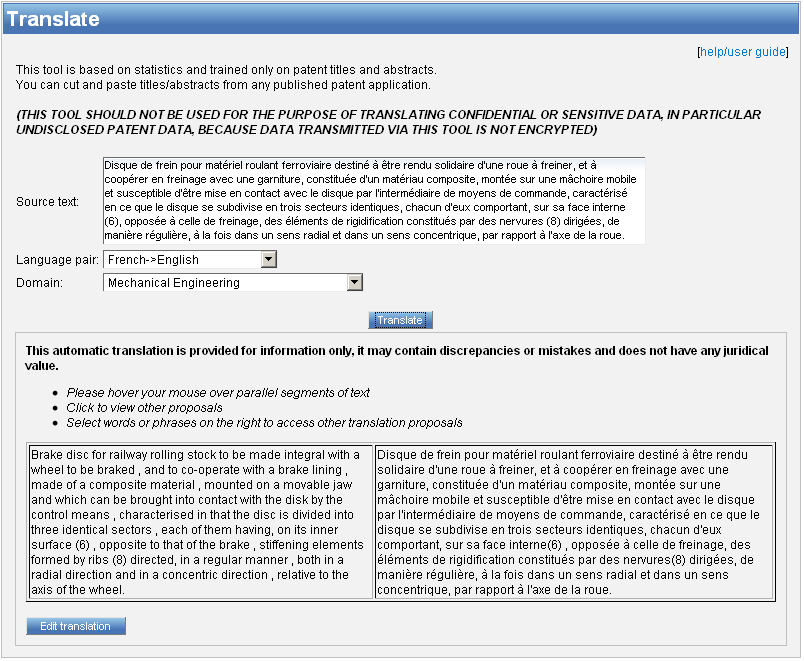 Translate
[help/user guide]
This tool is based on statistics and trained only on patent titles and abstracts.
You can cut and paste titles/abstracts from any published patent application.
(THIS TOOL SHOULD NOT BE USED FOR THE PURPOSE OF TRANSLATING CONFIDENTIAL OR SENSITIVE DATA, IN PARTICULAR
UNDISCLOSED PATENT DATA, BECAUSE DATA TRANSMITTED VIA THIS TOOL IS NOT ENCRYPTED)
Source text:
Disque de frein pour matériel roulant ferroviaire destiné à être rendu solidaire d'une roue à freiner, et à
coopérer en freinage avec une garniture, constituée d'un matériau composite, montée sur une mâchoire mobile
et susceptible d'être mise en contact avec le disque par l'intermédiaire de moyens de commande, caractérisé
en ce que le disque se subdivise en trois secteurs identiques, chacun d'eux comportant, sur sa face interne
(6), opposée à celle de freinage, des éléments de rigidification constitués par des nervures (8) dirigées, de
manière régulière, à la fois dans un sens radial et dans un sens concentrique, par rapport à l'axe de la roue.
Language pair: French->English
Domain: Mechanical Engineering
Translate
This automatic translation is provided for information only, it may contain discrepancies or mistakes and does not have any juridical
value.
• Please hover your mouse over parallel segments of text
• Click to view other proposals
• Select words or phrases on the right to access other translation proposals
Brake disc for railway rolling stock to be made integral with a
wheel to be braked , and to co-operate with a brake lining ,
made of a composite material , mounted on a movable jaw
and which can be brought into contact with the disk by the
control means , characterised in that the disc is divided into
three identical sectors , each of them having, on its inner
surface (6) , opposite to that of the brake , stiffening elements
formed by ribs (8) directed, in a regular manner , both in a
radial direction and in a concentric direction , relative to the
axis of the wheel.
Disque de frein pour matériel roulant ferroviaire destiné à être rendu
solidaire d'une roue à freiner, et à coopérer en freinage avec une
garniture, constituée d'un matériau composite, montée sur une
mâchoire mobile et susceptible d'être mise en contact avec le disque
par l'intermédiaire de moyens de commande, caractérisé en ce que le
disque se subdivise en trois secteurs identiques, chacun d'eux
comportant, sur sa face interne(6) , opposée à celle de freinage, des
éléments de rigidification constitués par des nervures(8) dirigées, de
manière régulière, à la fois dans un sens radial et dans un sens
concentrique, par rapport à l'axe de la roue.
Edit translation